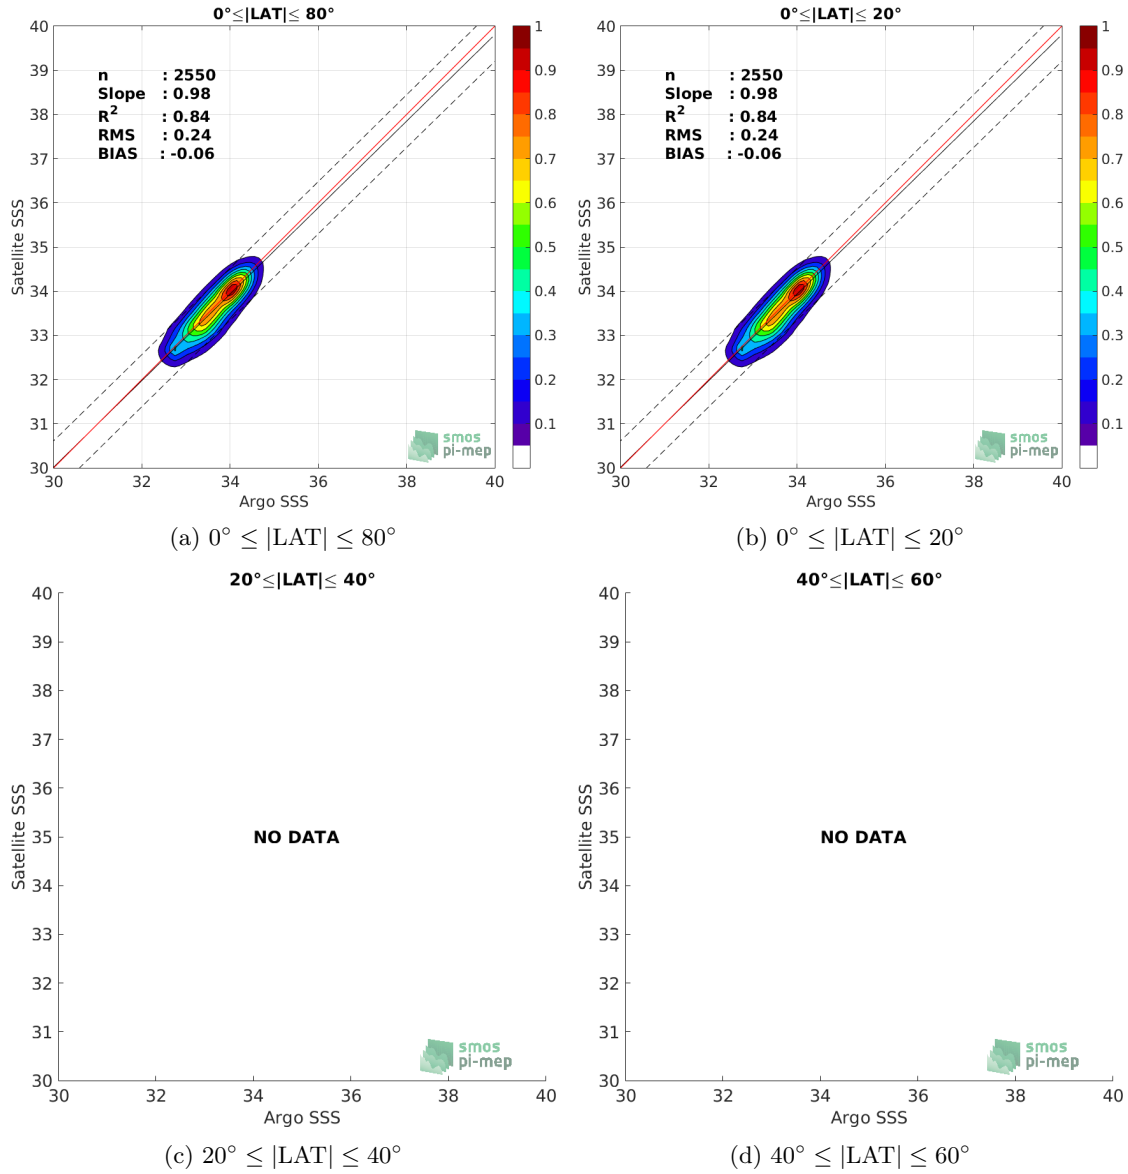 0°≤|LAT|≤ 80°
40
39
38
37
36
35
34
33
32
31
30
Satellite SSS
n : 2550
Slope : 0.98
R² : 0.84
RMS : 0.24
BIAS : -0.06
smos
pi-mep
30 32 34 36 38 40
Argo SSS
1
0.9
0.8
0.7
0.6
0.5
0.4
0.3
0.2
0.1
(a) 0° ≤ |LAT| ≤ 80°
0°≤|LAT|≤ 20°
40
39
38
37
36
35
34
33
32
31
30
Satellite SSS
n : 2550
Slope : 0.98
R² : 0.84
RMS : 0.24
BIAS : -0.06
smos
pi-mep
30 32 34 36 38 40
Argo SSS
1
0.9
0.8
0.7
0.6
0.5
0.4
0.3
0.2
0.1
(b) 0° ≤ |LAT| ≤ 20°
20°≤|LAT|≤ 40°
40
39
38
37
36
35
34
33
32
31
30
Satellite SSS
NO DATA
smos
pi-mep
30 32 34 36 38 40
Argo SSS
(c) 20° ≤ |LAT| ≤ 40°
40°≤|LAT|≤ 60°
40
39
38
37
36
35
34
33
32
31
30
Satellite SSS
NO DATA
smos
pi-mep
30 32 34 36 38 40
Argo SSS
(d) 40° ≤ |LAT| ≤ 60°